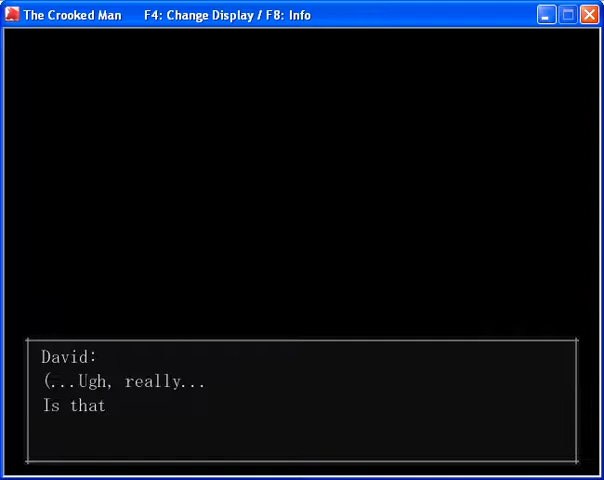 The Crooked Man F4: Change Display / F8: Info
David:
(...Ugh, really...
Is that